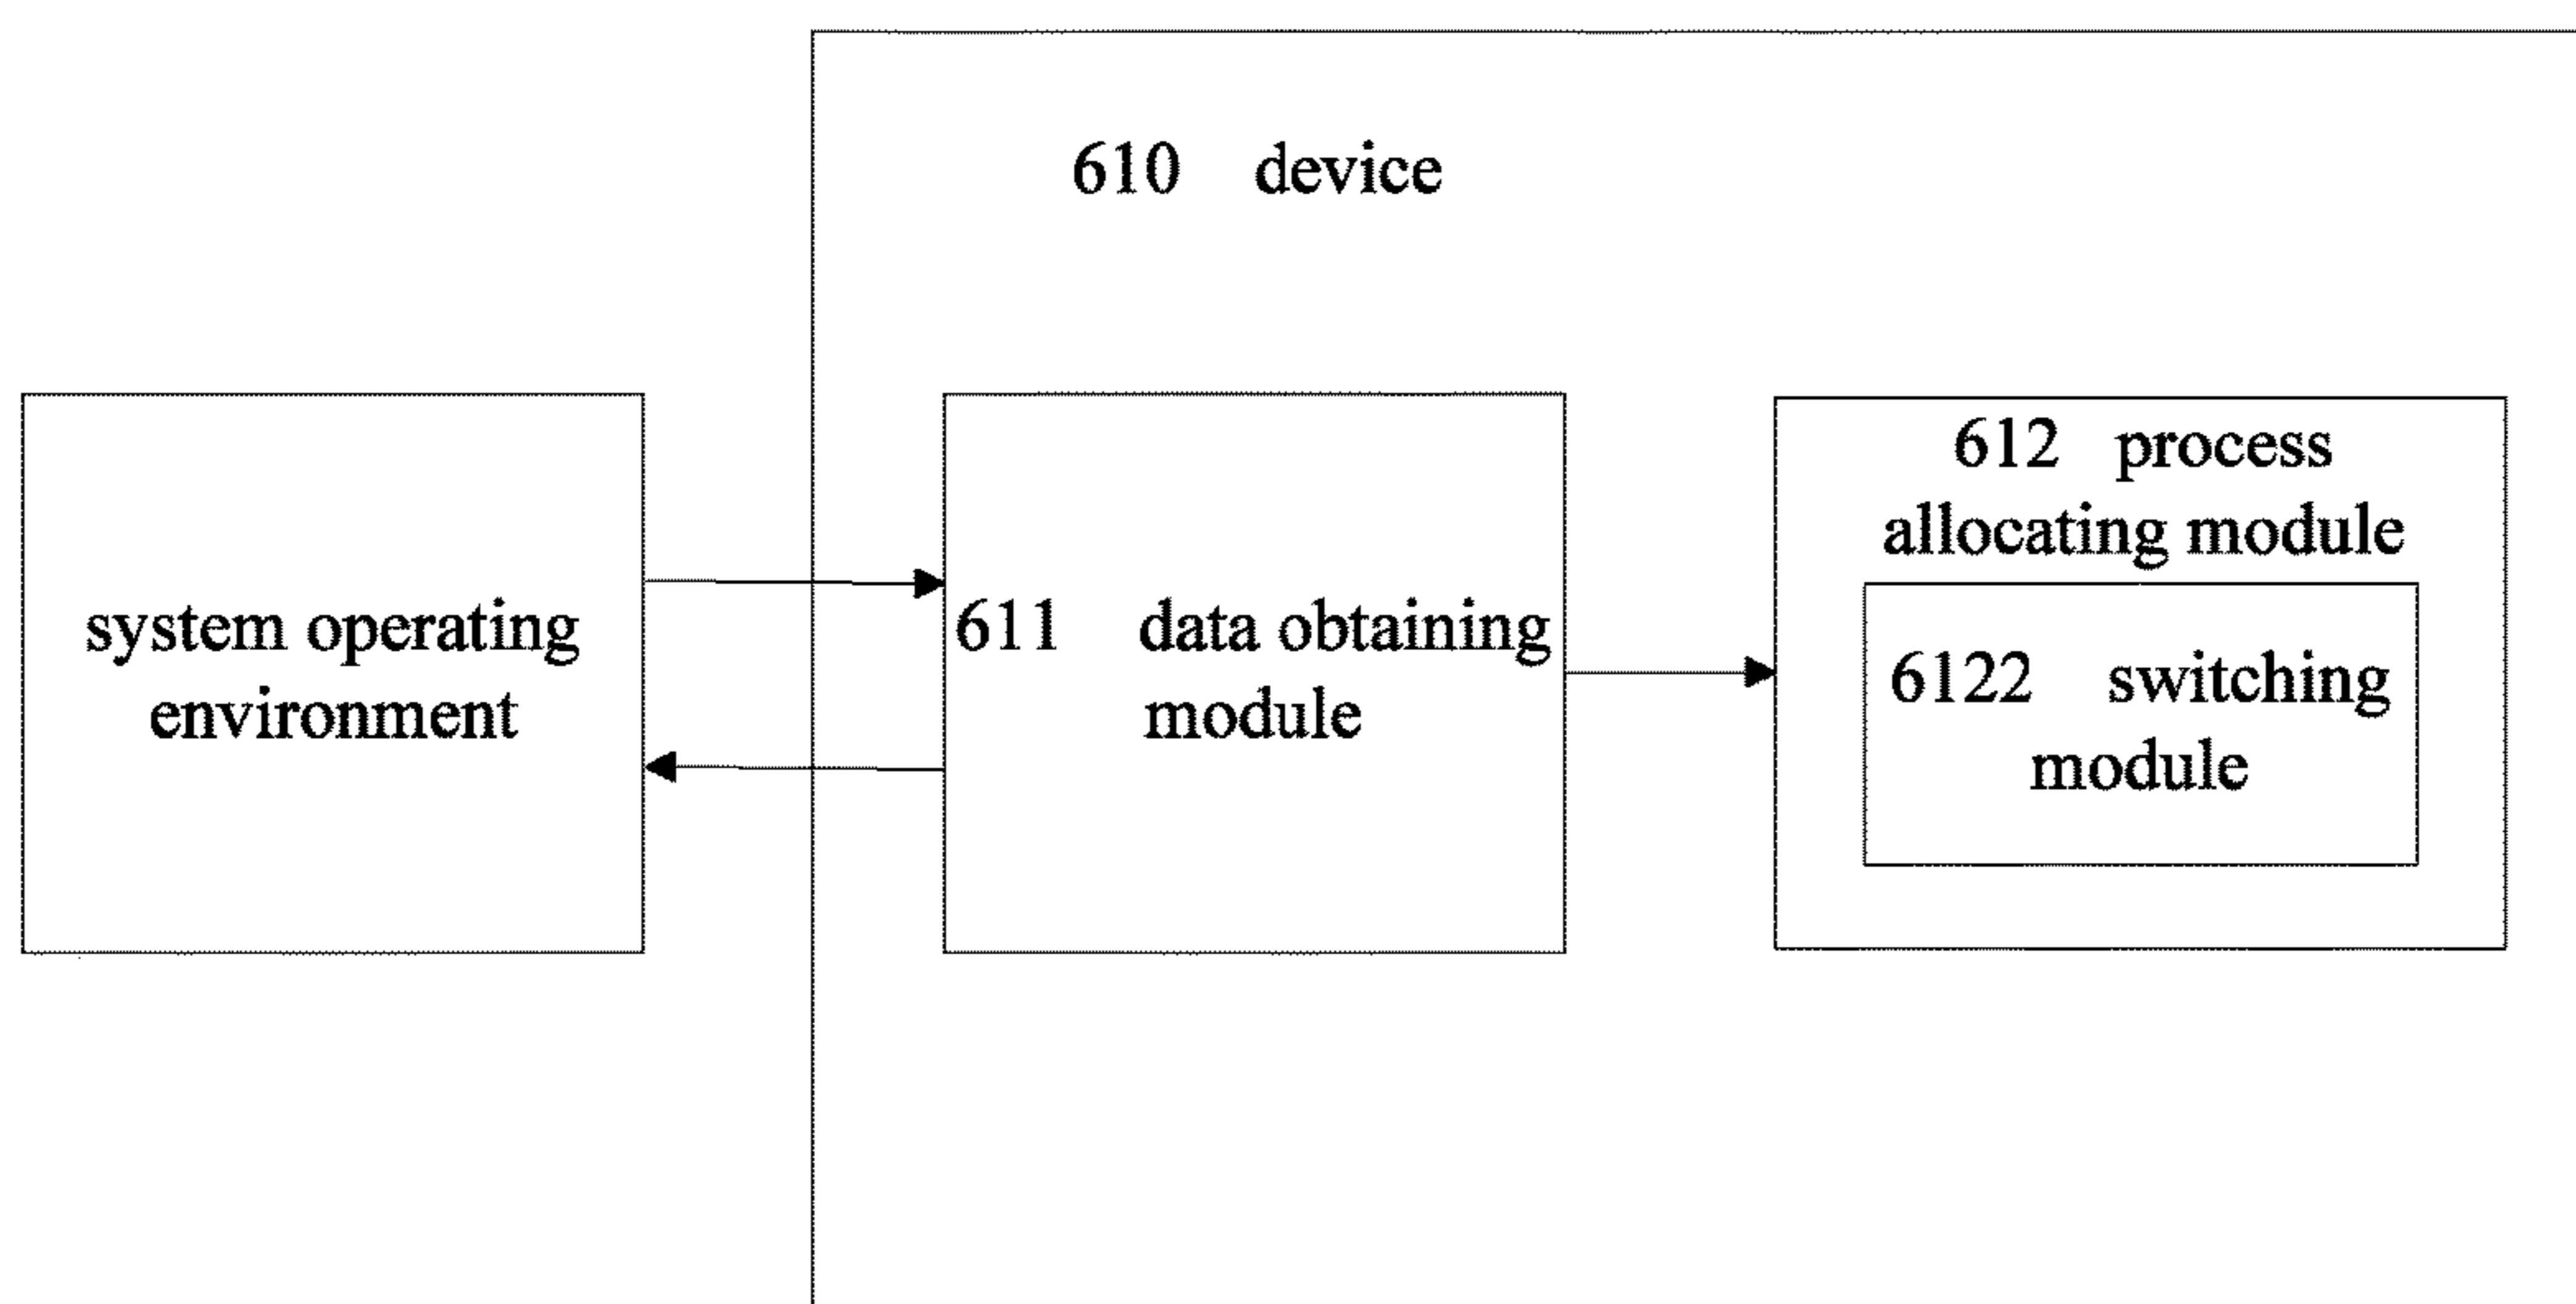 610 device
system operating
environment
611 data obtaining
module
612 process
allocating module
6122 switching
module